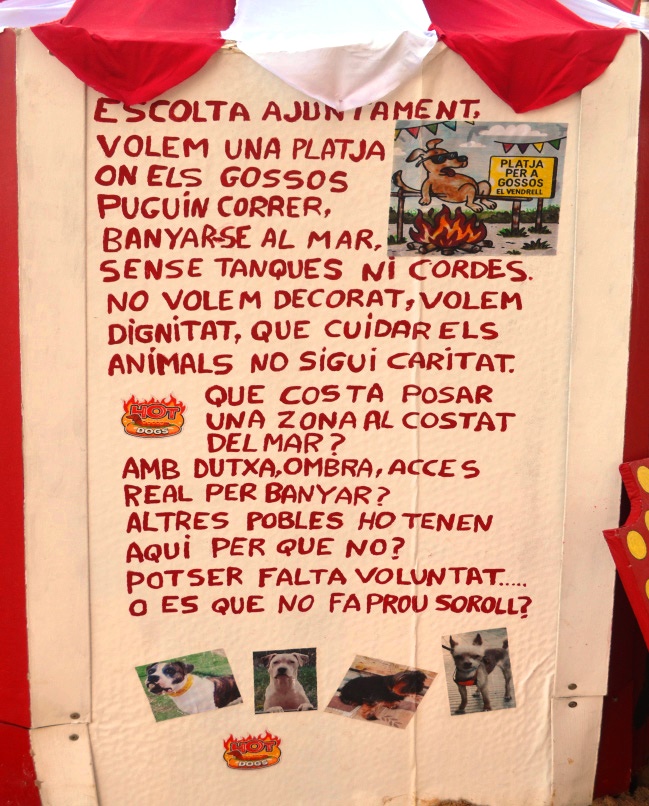 ESCOLTA AJUNTAMENT,
VOLEM UNA PLATJA
ON ELS GOSSOS
PUGUIN CORRER,
BANYAR-SE AL MAR,
PLATJA
PER A
GOSSOS
EL VENDRELL
SENSE TANQUES NI CORDES.
NO VOLEM DECORAT, VOLEM
DIGNITAT, QUE CUIDAR ELS
ANIMALS NO SIGUI CARITAT.
HOT
DOGS
QUE COSTA POSAR
UNA ZONA AL COSTAT
DEL MAR?
AMB DUTXA, OMBRA, ACCES
REAL PER BANYAR?
ALTRES POBLES HO TENEN
AQUI PER QUE NO?
POTSER FALTA VOLUNTAT.....
O ES QUE NO FA PROU SOROLL?
HOT
DOGS